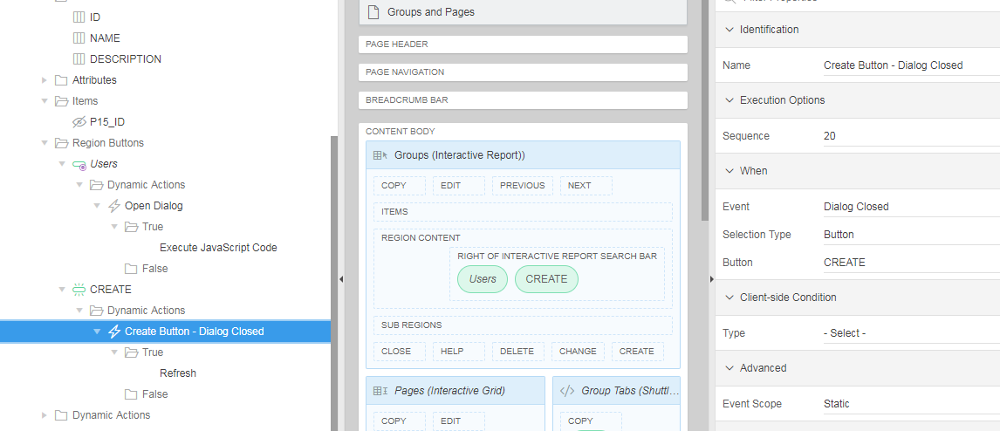 ID
NAME
DESCRIPTION
Attributes
Items
P15_ID
Region Buttons
Users
Dynamic Actions
Open Dialog
True
Execute JavaScript Code
False
CREATE
Dynamic Actions
Create Button - Dialog Closed
True
Refresh
False
Dynamic Actions
Groups and Pages
PAGE HEADER
PAGE NAVIGATION
BREADCRUMB BAR
CONTENT BODY
Groups (Interactive Report))
COPY EDIT PREVIOUS NEXT
ITEMS
REGION CONTENT
RIGHT OF INTERACTIVE REPORT SEARCH BAR
Users CREATE
SUB REGIONS
CLOSE HELP DELETE CHANGE CREATE
Pages (Interactive Grid) Group Tabs (Shuttl...
COPY EDIT COPY
Identification
Name Create Button - Dialog Closed
Execution Options
Sequence 20
When
Event Dialog Closed
Selection Type Button
Button CREATE
Client-side Condition
Type - Select -
Advanced
Event Scope Static